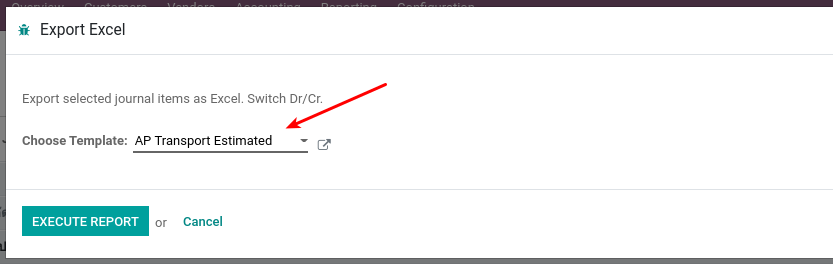 Overview Customers Vendors Accounting Reporting Configuration
Export Excel
Export selected journal items as Excel. Switch Dr/Cr.
Choose Template: AP Transport Estimated
EXECUTE REPORT or Cancel